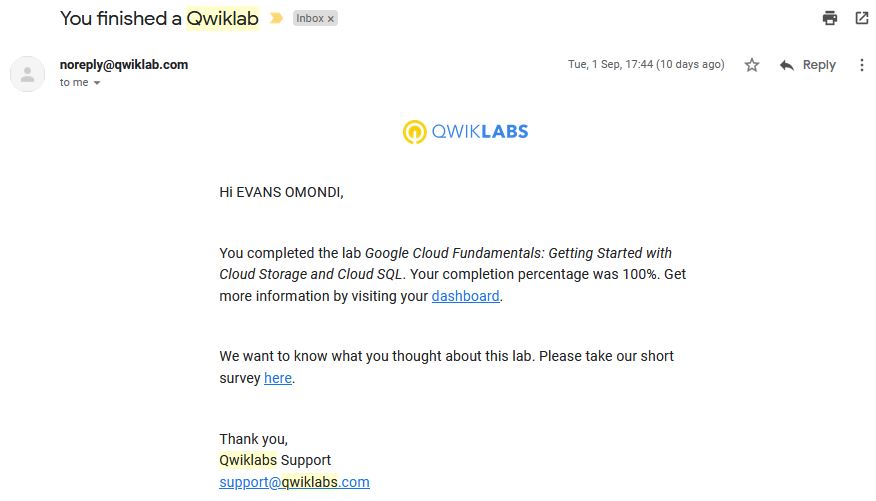 You finished a Qwiklab Inbox ×
noreply@qwiklab.com Tue, 1 Sep, 17:44 (10 days ago) Reply
to me
QWIKLABS
Hi EVANS OMONDI,
You completed the lab Google Cloud Fundamentals: Getting Started with
Cloud Storage and Cloud SQL. Your completion percentage was 100%. Get
more information by visiting your dashboard.
We want to know what you thought about this lab. Please take our short
survey here.
Thank you,
Qwiklabs Support
support@qwiklabs.com